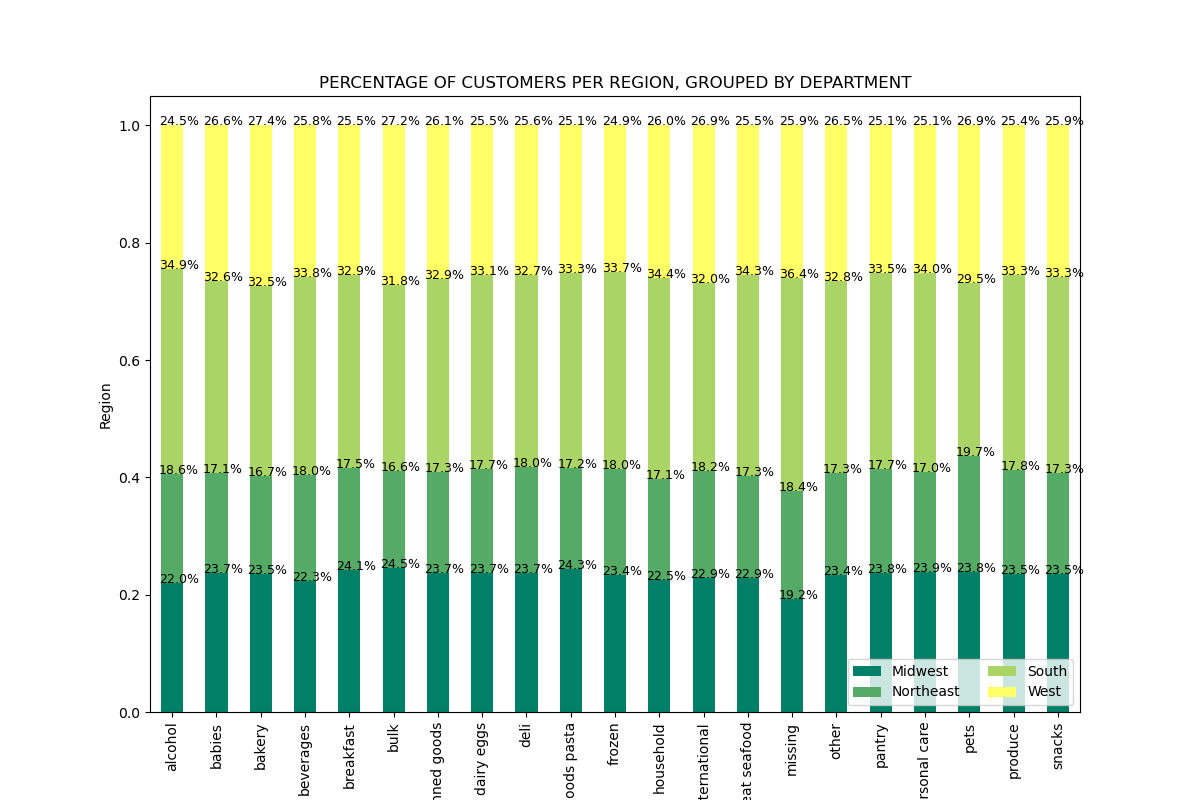 PERCENTAGE OF CUSTOMERS PER REGION, GROUPED BY DEPARTMENT
1.0
24.5% 26.6% 27.4% 25.8% 25.5% 27.2% 26.1% 25.5% 25.6% 25.1% 24.9% 26.0% 26.9% 25.5% 25.9% 26.5% 25.1% 25.1% 26.9% 25.4% 25.9%
0.8
34.9% 32.6% 32.5% 33.8% 32.9% 31.8% 32.9% 33.1% 32.7% 33.3% 33.7% 34.4% 32.0% 34.3% 36.4% 32.8% 33.5% 34.0% 29.5% 33.3% 33.3%
0.6
Region
18.6% 17.1% 16.7% 18.0% 17.5% 16.6% 17.3% 17.7% 18.0% 17.2% 18.0% 17.1% 18.2% 17.3% 18.4% 17.3% 17.7% 17.0% 19.7% 17.8% 17.3%
0.4
22.0% 23.7% 23.5% 22.3% 24.1% 24.5% 23.7% 23.7% 23.7% 24.3% 23.4% 22.5% 22.9% 22.9% 19.2% 23.4% 23.8% 23.9% 23.8% 23.5% 23.5%
0.2
Midwest South
Northeast West
0.0
alcohol
babies
bakery
beverages
breakfast
bulk
nned goods
dairy eggs
deli
oods pasta
frozen
household
ternational
eat seafood
missing
other
pantry
rsonal care
pets
produce
snacks